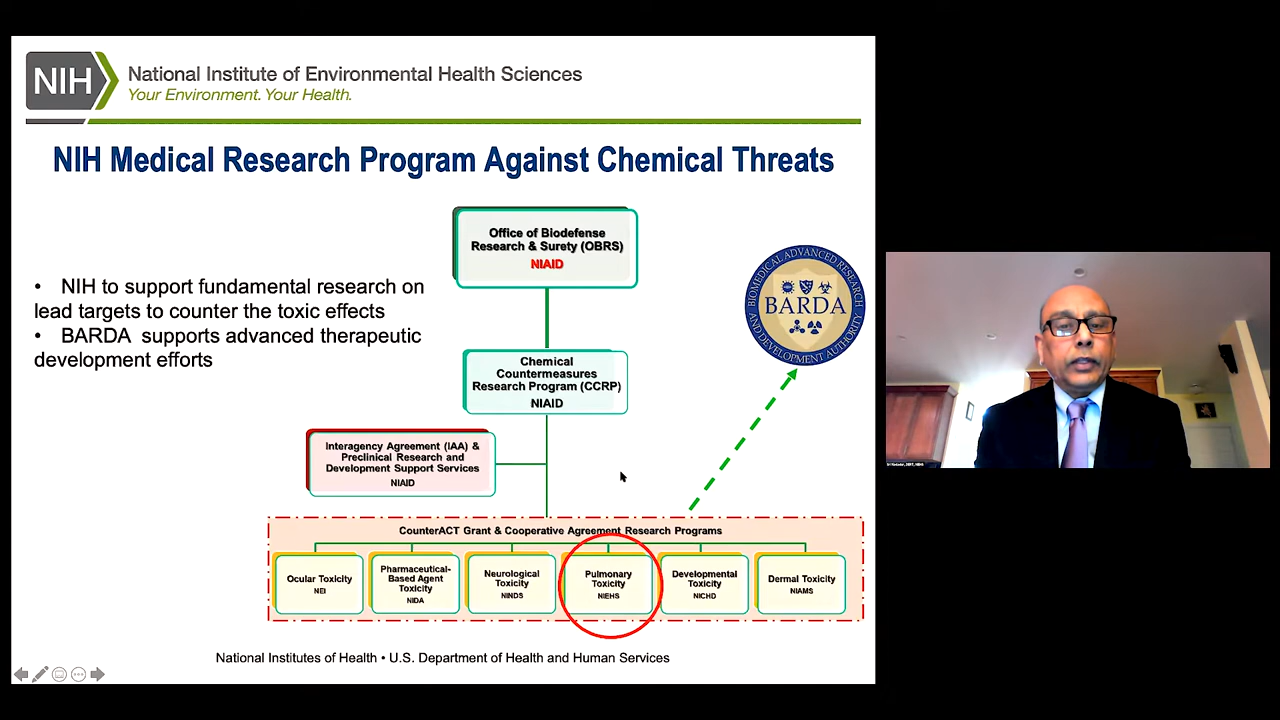 NIH
National Institute of Environmental Health Sciences
Your Environment. Your Health.
NIH Medical Research Program Against Chemical Threats
• NIH to support fundamental research on
lead targets to counter the toxic effects
• BARDA supports advanced therapeutic
development efforts
Office of Biodefense
Research & Surety (OBRS)
NIAID
BIOMEDICAL ADVANCED RESEARCH
BARDA
AND DEVELOPMENT AUTHORITY
Chemical
Countermeasures
Research Program (CCRP)
NIAID
Interagency Agreement (IAA) &
Preclinical Research and
Development Support Services
NIAID
CounterACT Grant & Cooperative Agreement Research Programs
Ocular Toxicity
NEI
Pharmaceutical-
Based Agent
Toxicity
NIDA
Neurological
Toxicity
NINDS
Pulmonary
Toxicity
NIEHS
Developmental
Toxicity
NICHD
Dermal Toxicity
NIAMS
National Institutes of Health • U.S. Department of Health and Human Services